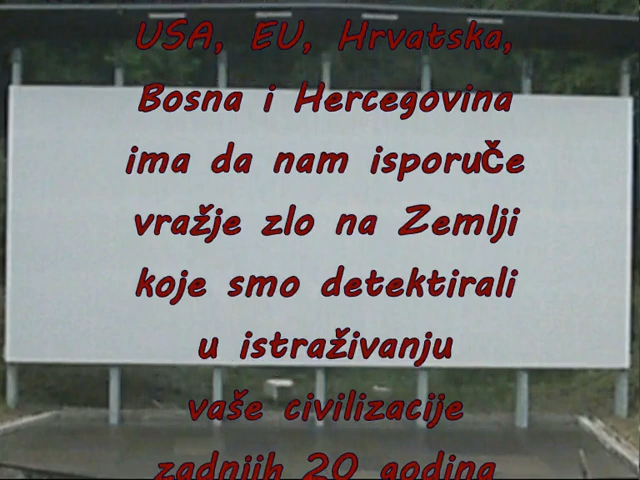 USA, EU, Hrvatska,
Bosna i Hercegovina
ima da nam isporuČe
vražje zlo na Zemlji
koje smo detektirali
u istraživanju
vaše civilizacije
zadnjih 20 godina